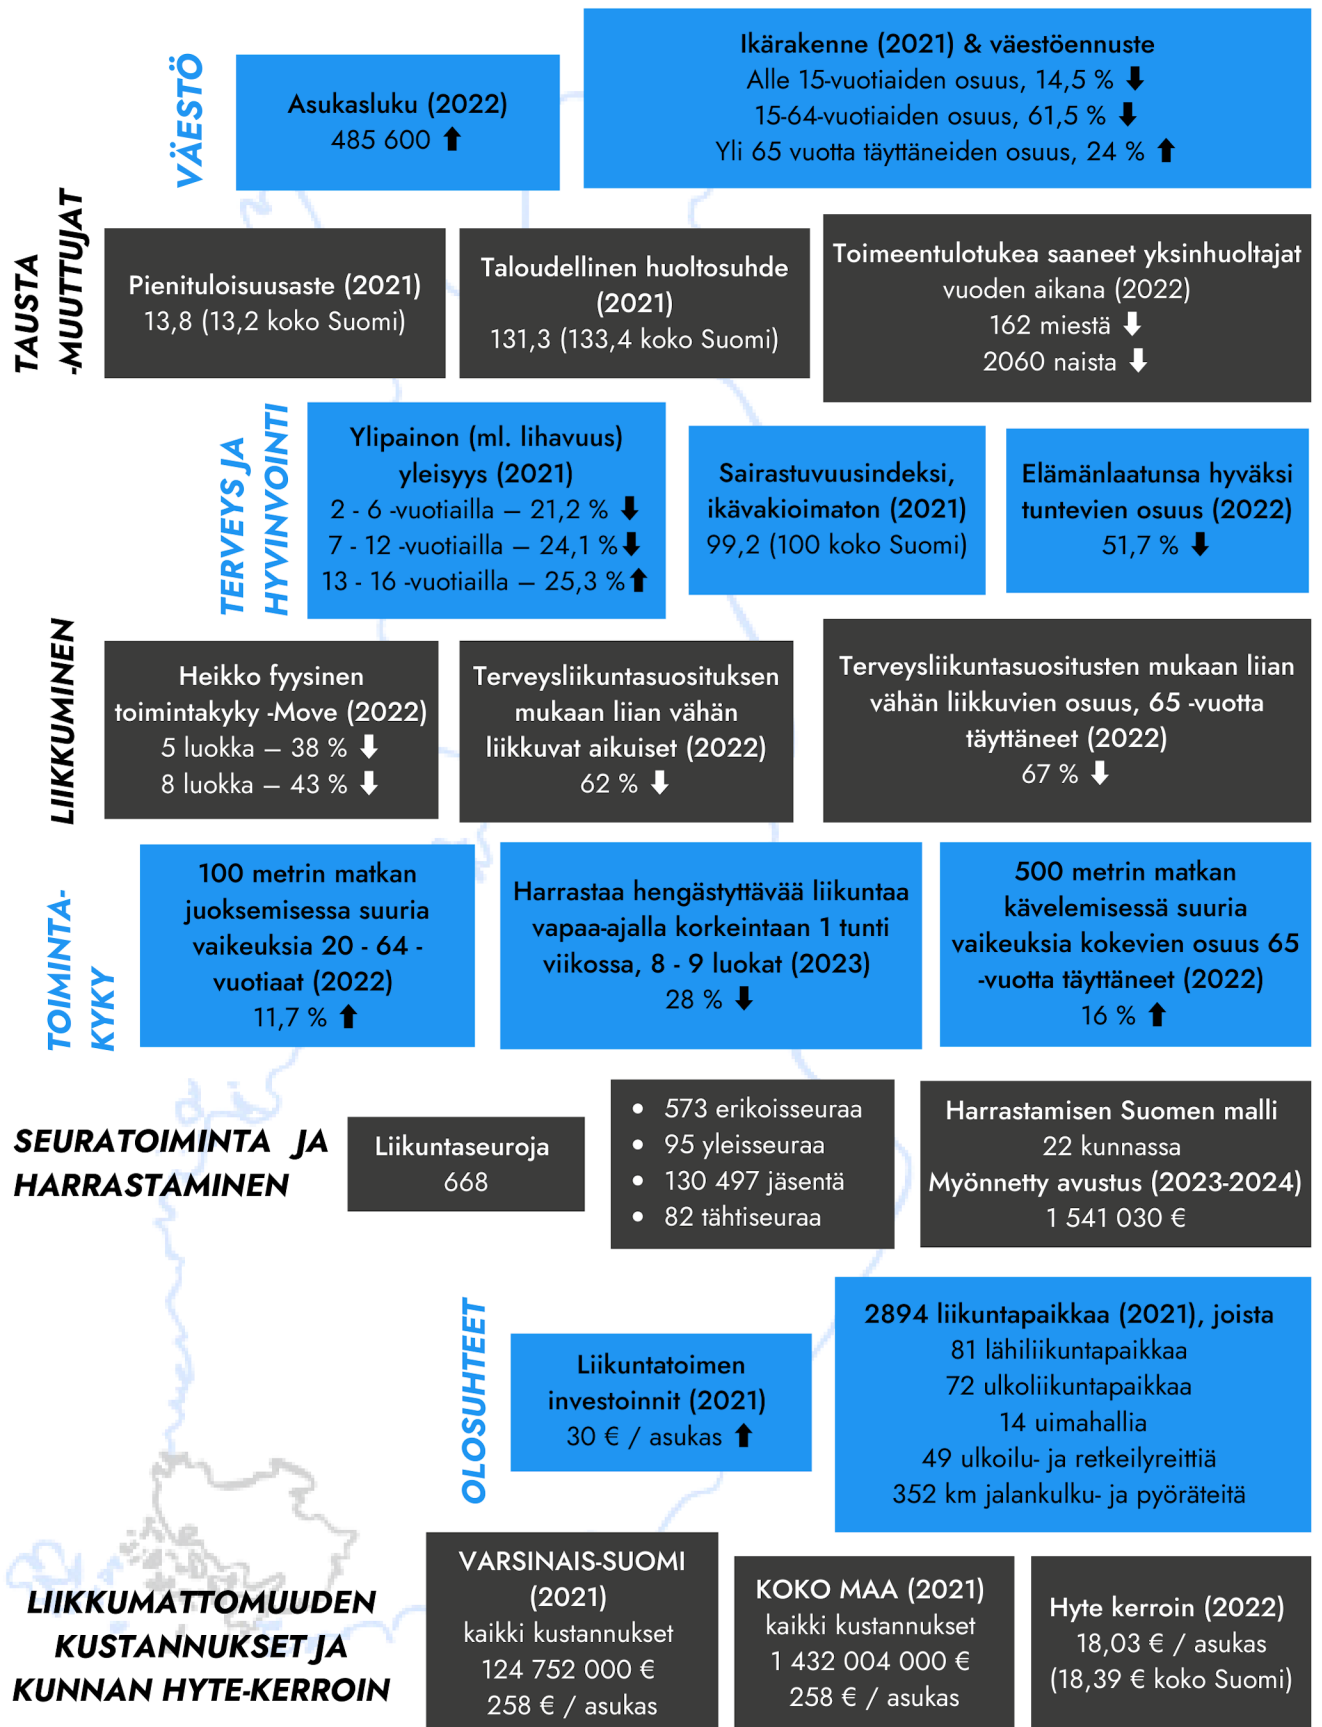 VÄESTÖ
Asukasluku (2022)
485 600 ⬆
Ikärakenne (2021) & väestöennuste
Alle 15-vuotiaiden osuus, 14,5 % ⬇
15-64-vuotiaiden osuus, 61,5 % ⬇
Yli 65 vuotta täyttäneiden osuus, 24 % ⬆
TAUSTA
-MUUTTUJAT
Pienituloisuusaste (2021)
13,8 (13,2 koko Suomi)
Taloudellinen huoltosuhde
(2021)
131,3 (133,4 koko Suomi)
Toimeentulotukea saaneet yksinhuoltajat
vuoden aikana (2022)
162 miestä ⬇
2060 naista ⬇
TERVEYS JA
HYVINVOINTI
Ylipainon (ml. lihavuus)
yleisyys (2021)
2 - 6 -vuotiailla – 21,2 % ⬇
7 - 12 -vuotiailla – 24,1 % ⬇
13 - 16 -vuotiailla – 25,3 % ⬆
Sairastuvuusindeksi,
ikävakioimaton (2021)
99,2 (100 koko Suomi)
Elämänlaatunsa hyväksi
tuntevien osuus (2022)
51,7 % ⬇
LIIKKUMINEN
Heikko fyysinen
toimintakyky -Move (2022)
5 luokka – 38 % ⬇
8 luokka – 43 % ⬇
Terveysliikuntasuosituksen
mukaan liian vähän
liikkuvat aikuiset (2022)
62 % ⬇
Terveysliikuntasuositusten mukaan liian
vähän liikkuvien osuus, 65 -vuotta
täyttäneet (2022)
67 % ⬇
TOIMINTA-
KYKY
100 metrin matkan
juoksemisessa suuria
vaikeuksia 20 - 64 -
vuotiaat (2022)
11,7 % ⬆
Harrastaa hengästyttävää liikuntaa
vapaa-ajalla korkeintaan 1 tunti
viikossa, 8 - 9 luokat (2023)
28 % ⬇
500 metrin matkan
kävelemisessä suuria
vaikeuksia kokevien osuus 65
-vuotta täyttäneet (2022)
16 % ⬆
SEURATOIMINTA JA
HARRASTAMINEN
Liikuntaseuroja
668
• 573 erikoisseuraa
• 95 yleisseuraa
• 130 497 jäsentä
• 82 tähtiseuraa
Harrastamisen Suomen malli
22 kunnassa
Myönnetty avustus (2023-2024)
1 541 030 €
OLOSUHTEET
Liikuntatoimen
investoinnit (2021)
30 € / asukas ⬆
2894 liikuntapaikkaa (2021), joista
81 lähiliikuntapaikkaa
72 ulkoliikuntapaikkaa
14 uimahallia
49 ulkoilu- ja retkeilyreittiä
352 km jalankulku- ja pyöräteitä
LIIKKUMATTOMUUDEN
KUSTANNUKSET JA
KUNNAN HYTE-KERROIN
VARSINAIS-SUOMI
(2021)
kaikki kustannukset
124 752 000 €
258 € / asukas
KOKO MAA (2021)
kaikki kustannukset
1 432 004 000 €
258 € / asukas
Hyte kerroin (2022)
18,03 € / asukas
(18,39 € koko Suomi)